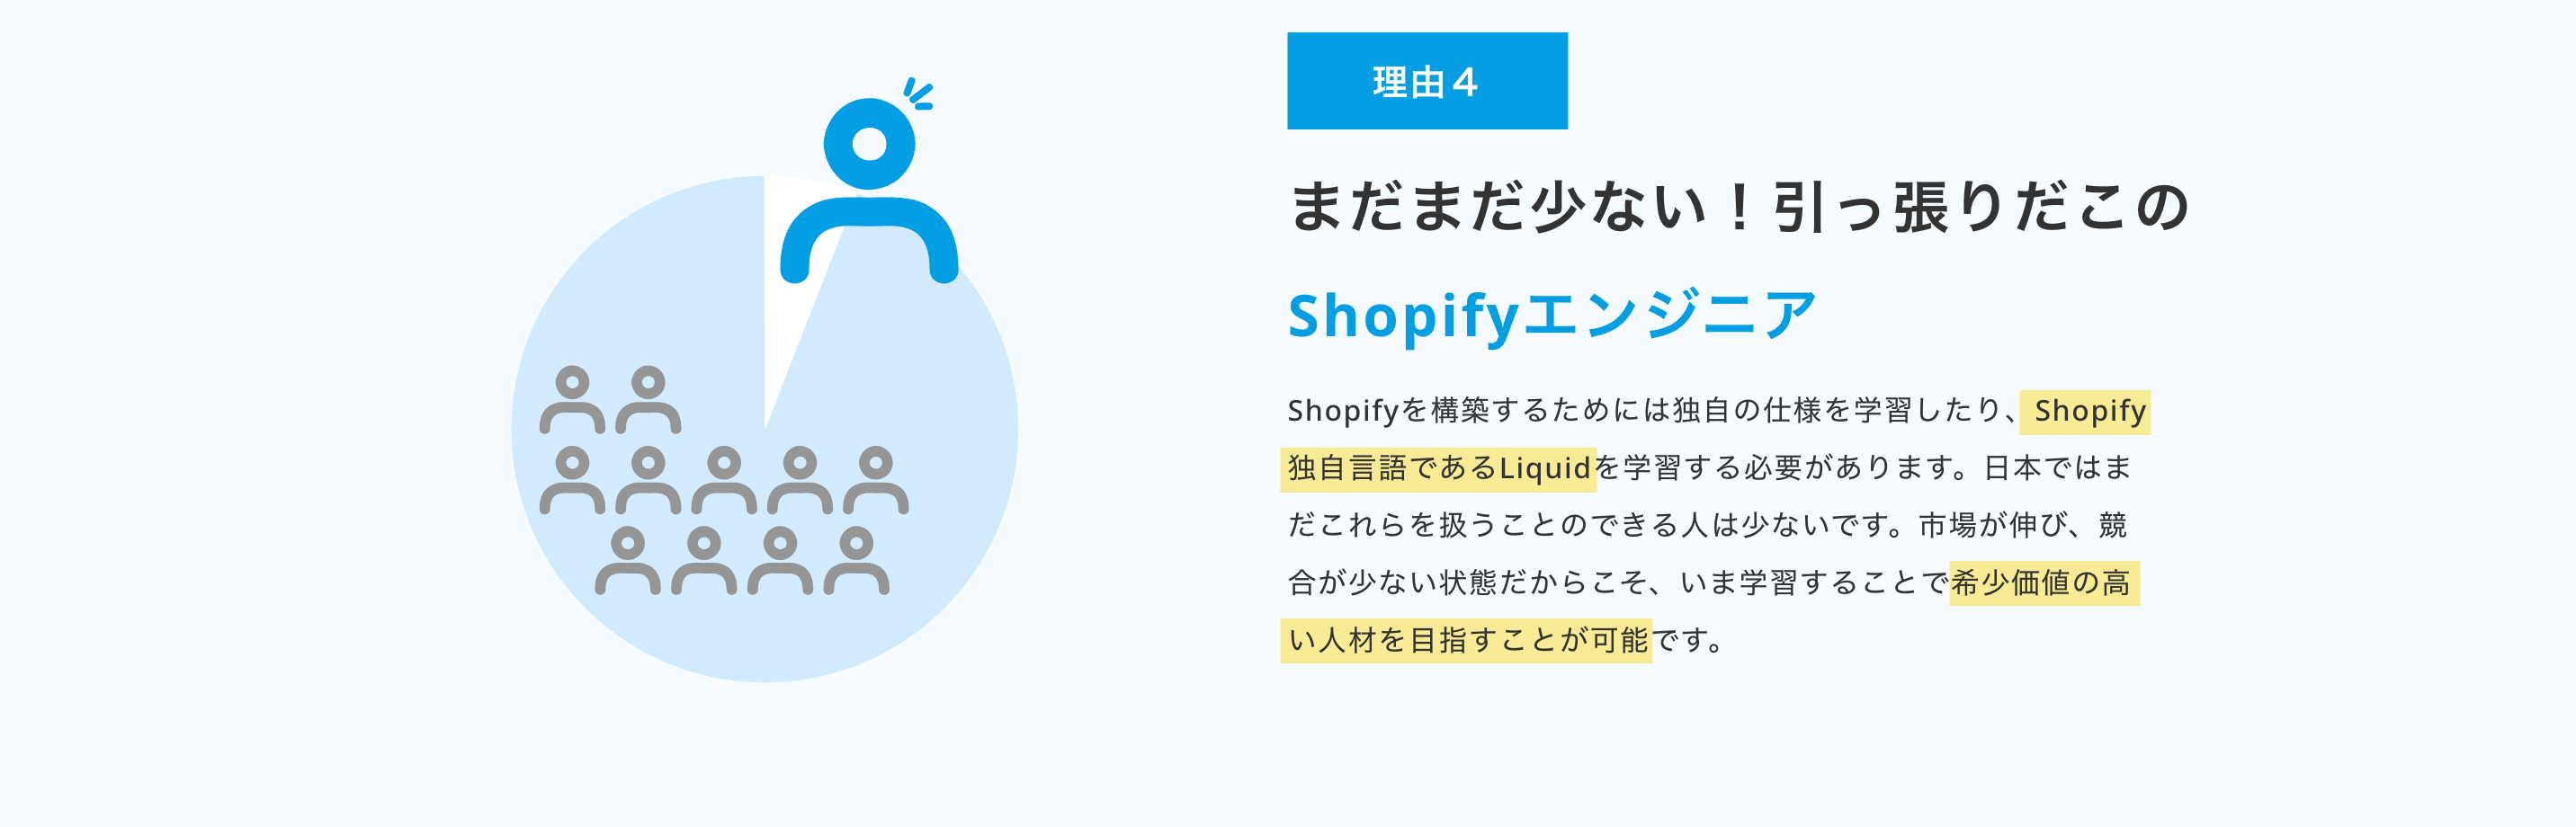 理由４
まだまだ少ない！引っ張りだこの
Shopifyエンジニア
Shopifyを構築するためには独自の仕様を学習したり、Shopify
独自言語であるLiquidを学習する必要があります。日本ではま
だこれらを扱うことのできる人は少ないです。市場が伸び、競
合が少ない状態だからこそ、いま学習することで希少価値の高
い人材を目指すことが可能です。